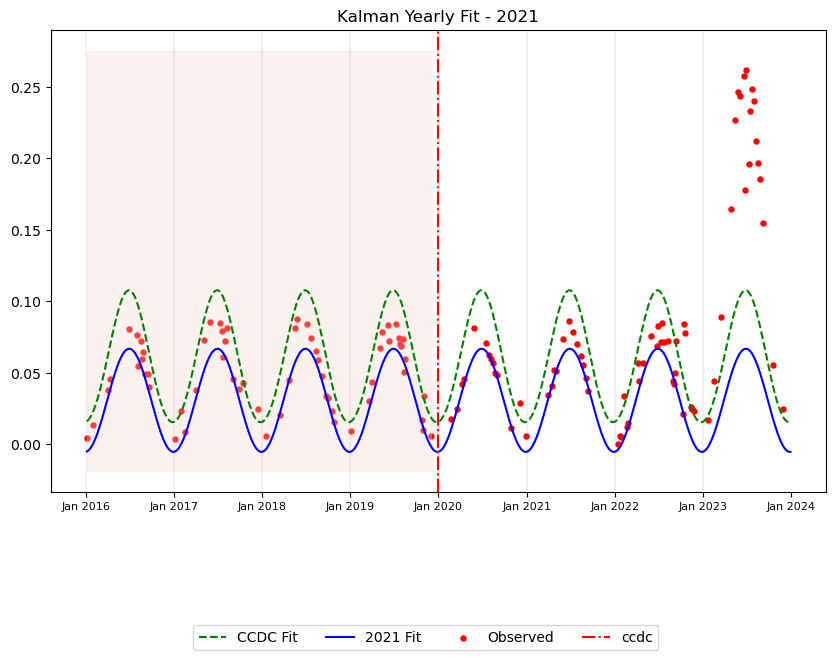 Kalman Yearly Fit - 2021
0.25
0.20
0.15
0.10
0.05
0.00
Jan 2016 Jan 2017 Jan 2018 Jan 2019 Jan 2020 Jan 2021 Jan 2022 Jan 2023 Jan 2024
CCDC Fit 2021 Fit Observed ccdc